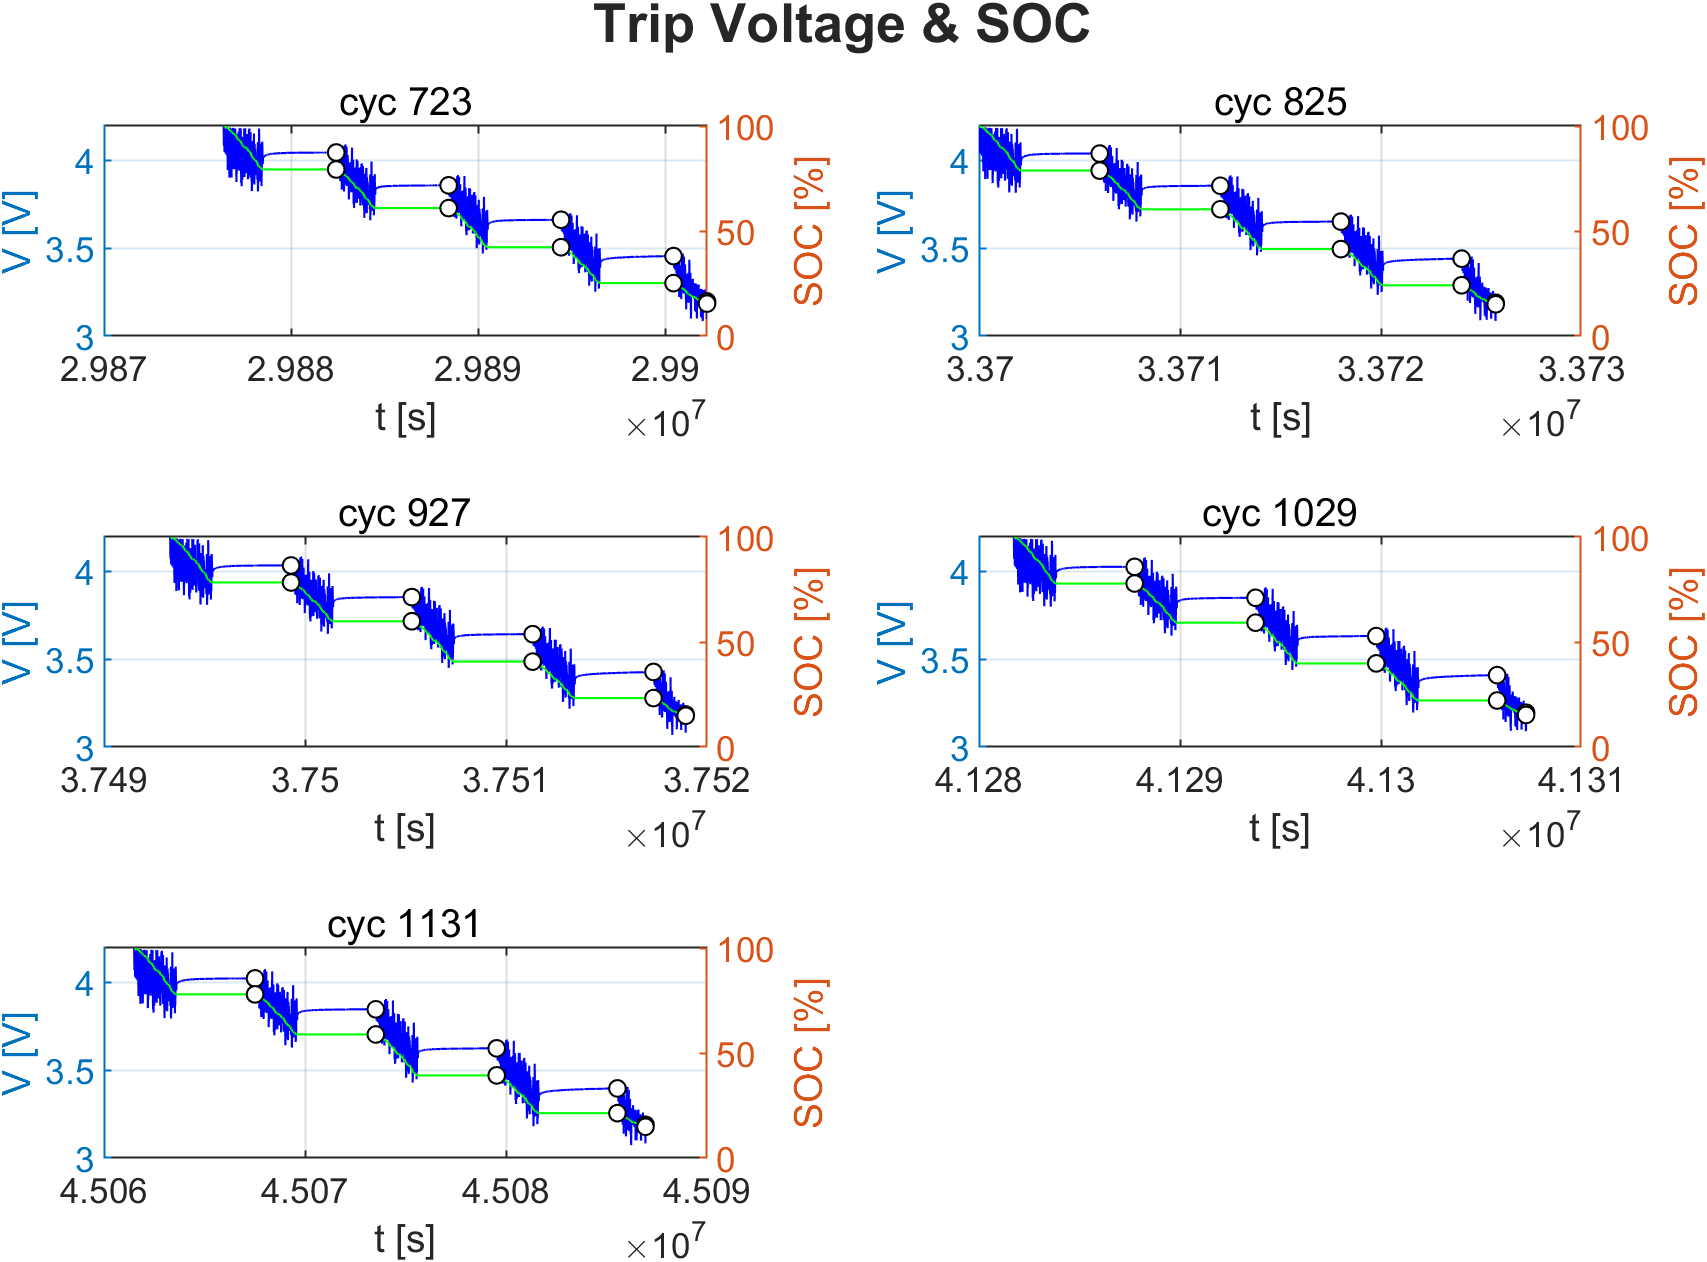 Trip Voltage & SOC
cyc 723
V [V]
4
3.5
3
100
50
0
SOC [%]
2.987 2.988 2.989 2.99
t [s]
×10^7
cyc 825
V [V]
4
3.5
3
100
50
0
SOC [%]
3.37 3.371 3.372 3.373
t [s]
×10^7
cyc 927
V [V]
4
3.5
3
100
50
0
SOC [%]
3.749 3.75 3.751 3.752
t [s]
×10^7
cyc 1029
V [V]
4
3.5
3
100
50
0
SOC [%]
4.128 4.129 4.13 4.131
t [s]
×10^7
cyc 1131
V [V]
4
3.5
3
100
50
0
SOC [%]
4.506 4.507 4.508 4.509
t [s]
×10^7